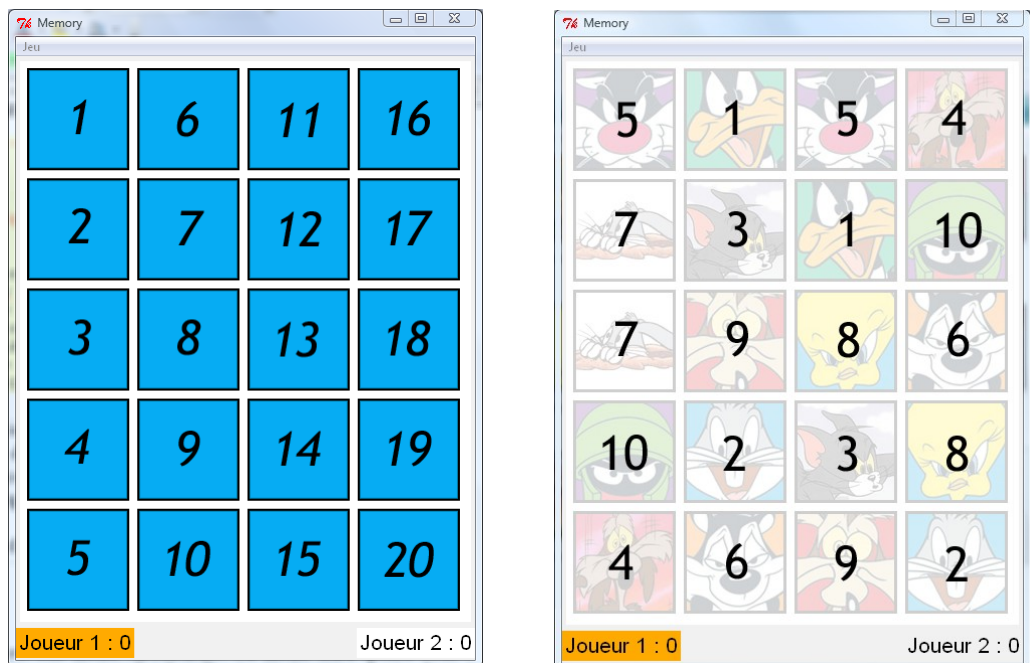 Memory
Jeu
1 6 11 16
2 7 12 17
3 8 13 18
4 9 14 19
5 10 15 20
Joueur 1 : 0 Joueur 2 : 0
Memory
Jeu
5 1 5 4
7 3 1 10
7 9 8 6
10 2 3 8
4 6 9 2
Joueur 1 : 0 Joueur 2 : 0